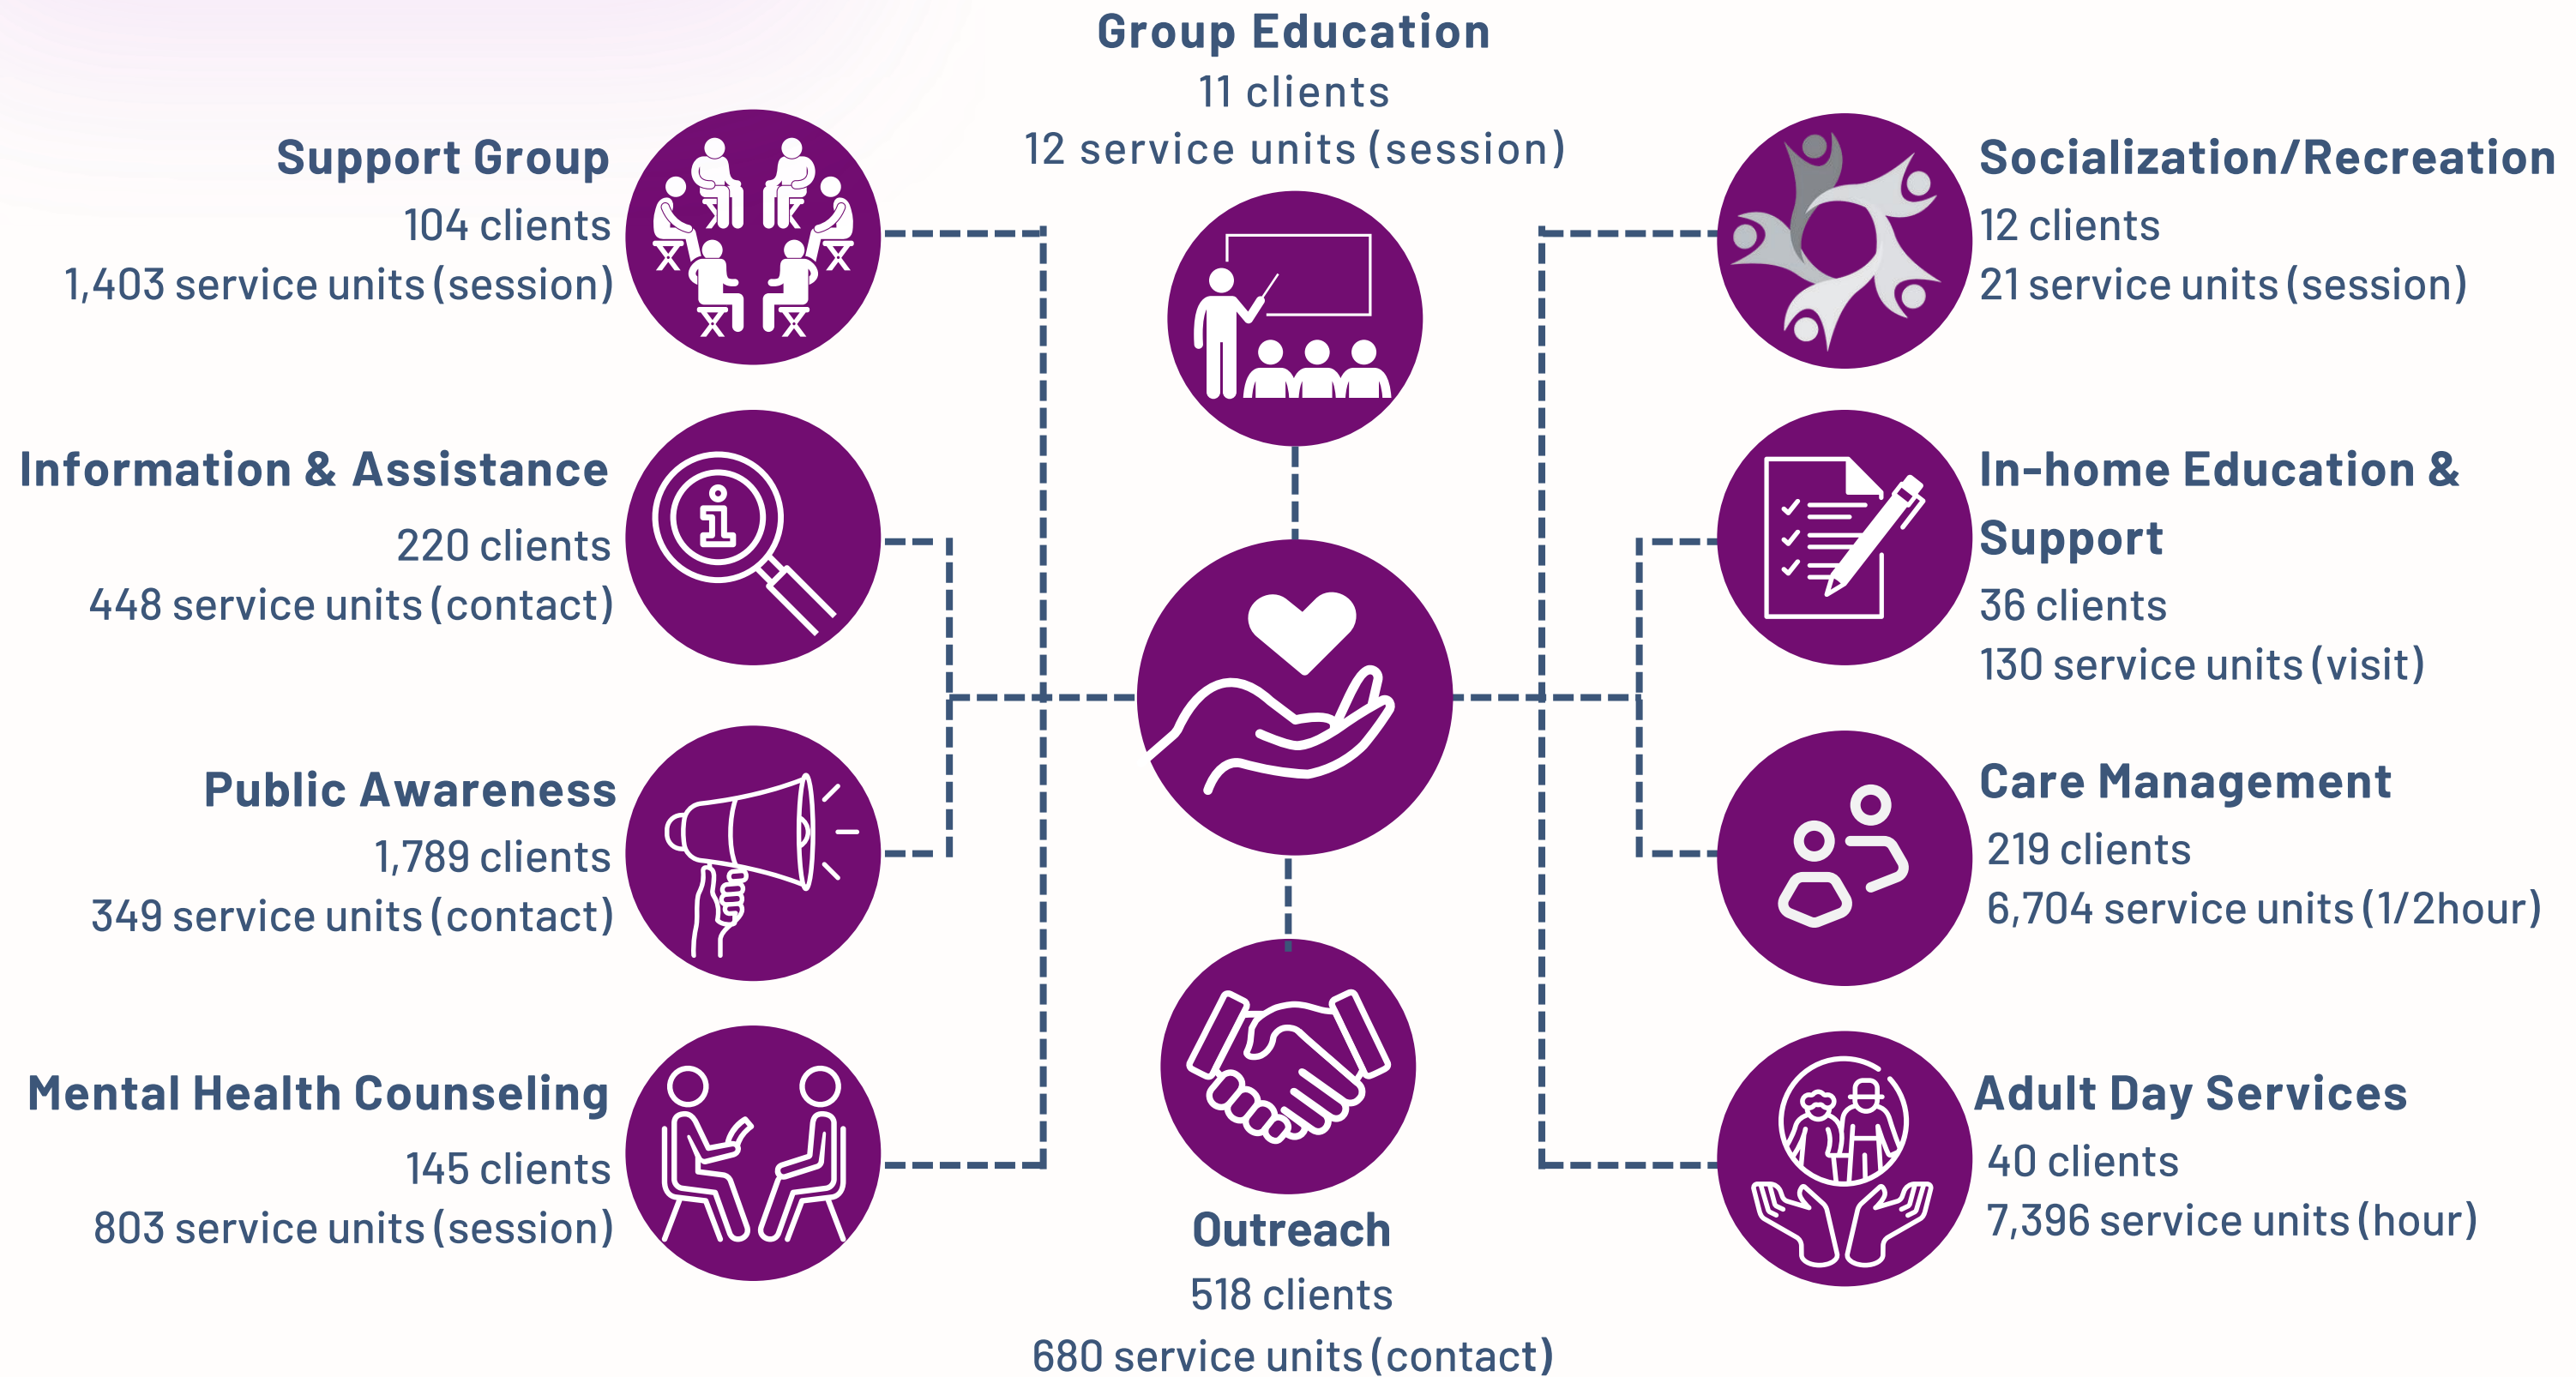 Group Education
11 clients
12 service units (session)
Support Group
104 clients
1,403 service units (session)
Information & Assistance
220 clients
448 service units (contact)
Public Awareness
1,789 clients
349 service units (contact)
Mental Health Counseling
145 clients
803 service units (session)
Socialization/Recreation
12 clients
21 service units (session)
In-home Education &
Support
36 clients
130 service units (visit)
Care Management
219 clients
6,704 service units (1/2hour)
Adult Day Services
40 clients
7,396 service units (hour)
Outreach
518 clients
680 service units (contact)